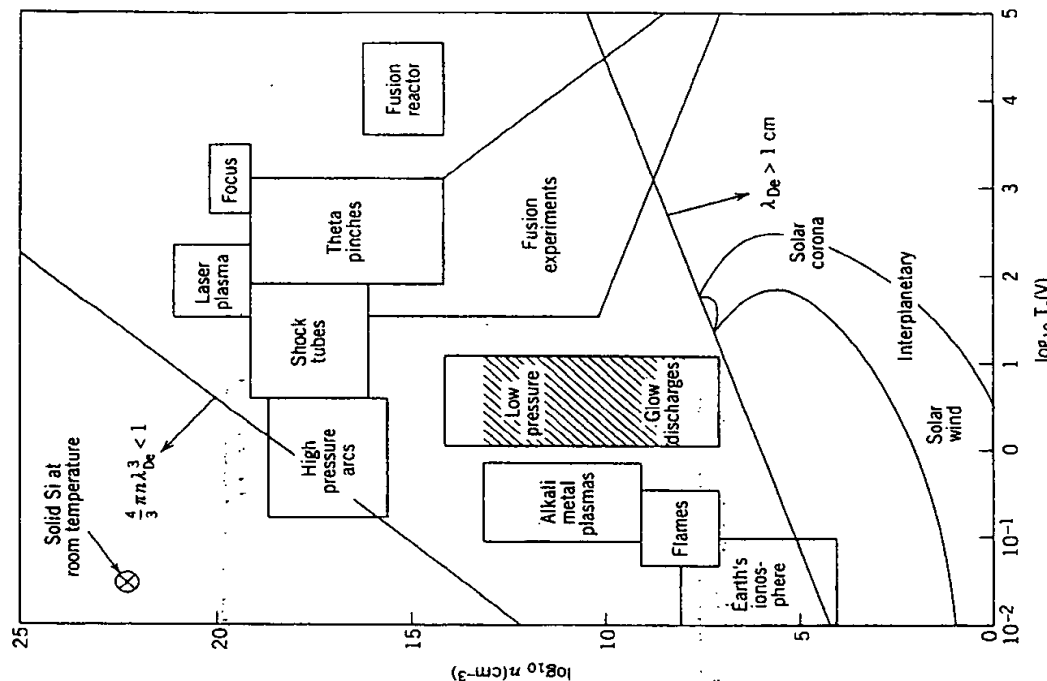 25
20
15
10
5
0
log₁₀ n(cm⁻³)
Solid Si at
room temperature
4/3 π n λ³_De < 1
Laser
plasma
Focus
Fusion
reactor
Theta
pinches
Shock
tubes
High
pressure
arcs
Fusion
experiments
Low
pressure
Glow
discharges
Alkali
metal
plasmas
Flames
Earth's
ionos-
phere
λ_De > 1 cm
Solar
corona
Interplanetary
Solar
wind
10⁻²
10⁻¹
0
1
2
3
4
5
log₁₀ T (V)